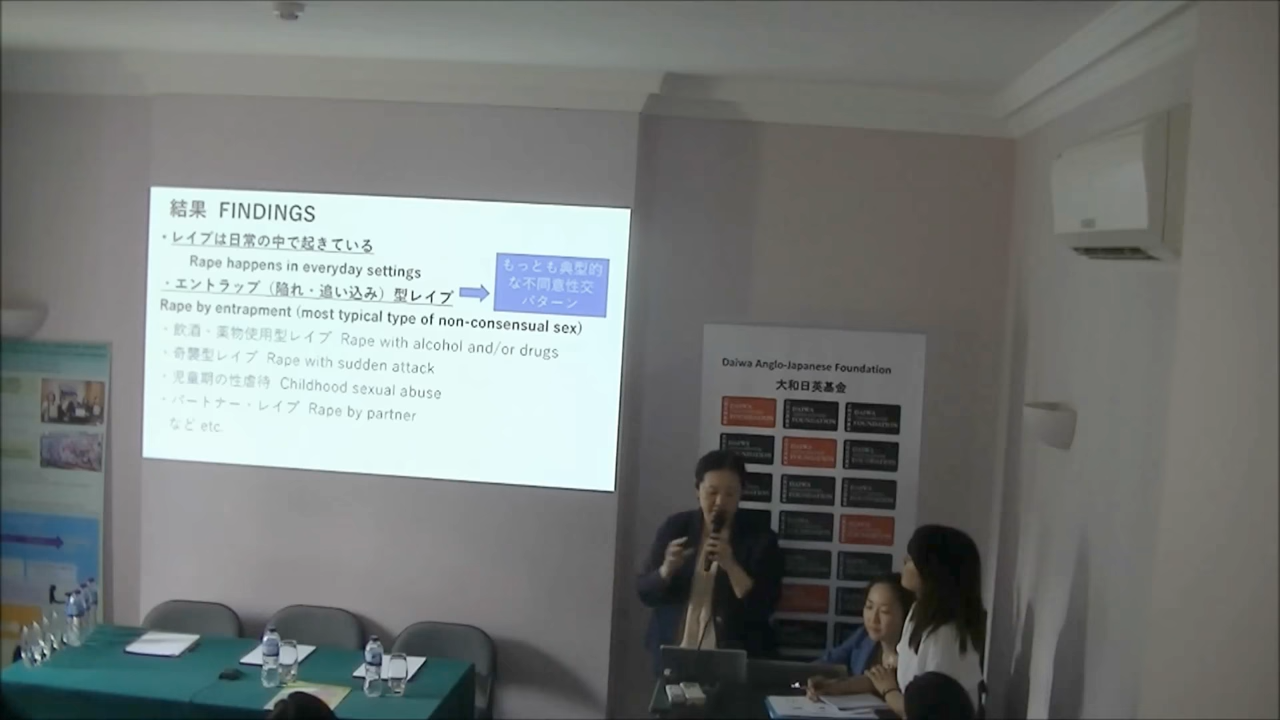 結果 FINDINGS
・レイプは日常の中で起きている
Rape happens in everyday settings
・エントラップ（陥れ・追い込み）型レイプ
もっとも典型的
な不同意性交
パターン
Rape by entrapment (most typical type of non-consensual sex)
・飲酒・薬物使用型レイプ Rape with alcohol and/or drugs
・奇襲型レイプ Rape with sudden attack
・児童期の性虐待 Childhood sexual abuse
・パートナー・レイプ Rape by partner
など etc.
Daiwa Anglo-Japanese Foundation
大和日英基金